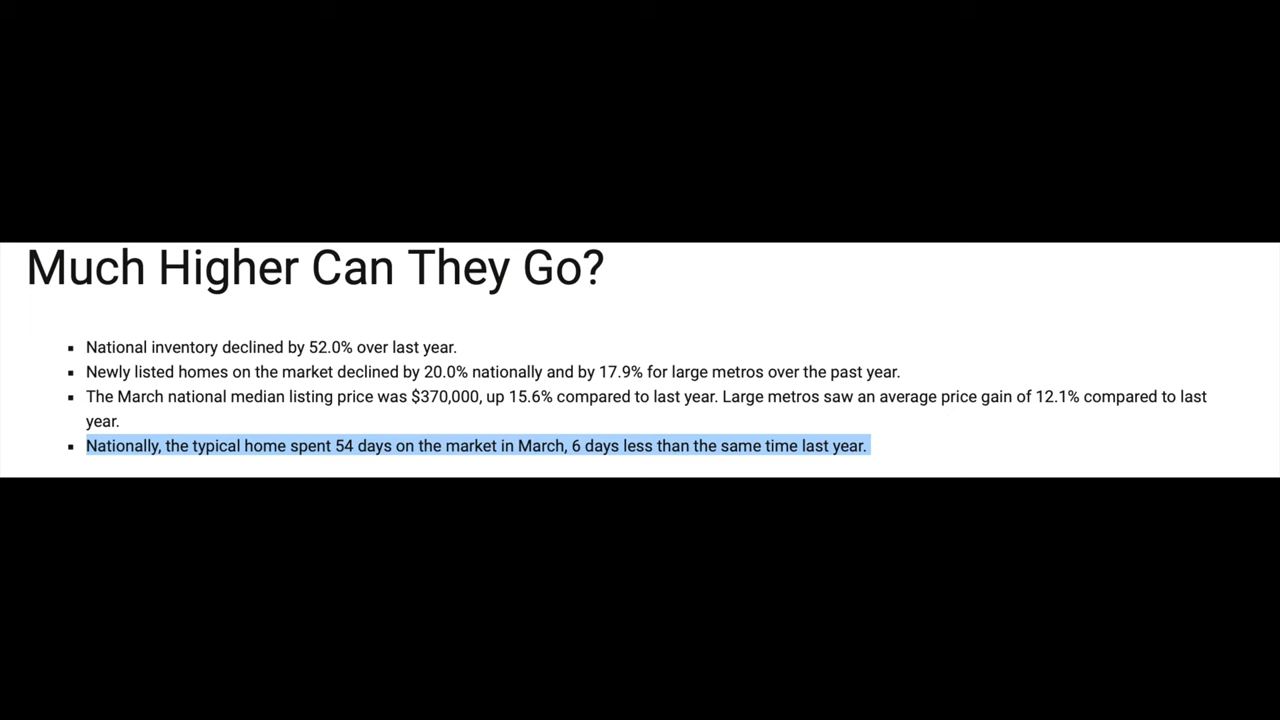 Much Higher Can They Go?
National inventory declined by 52.0% over last year.
Newly listed homes on the market declined by 20.0% nationally and by 17.9% for large metros over the past year.
The March national median listing price was $370,000, up 15.6% compared to last year. Large metros saw an average price gain of 12.1% compared to last
year.
Nationally, the typical home spent 54 days on the market in March, 6 days less than the same time last year.